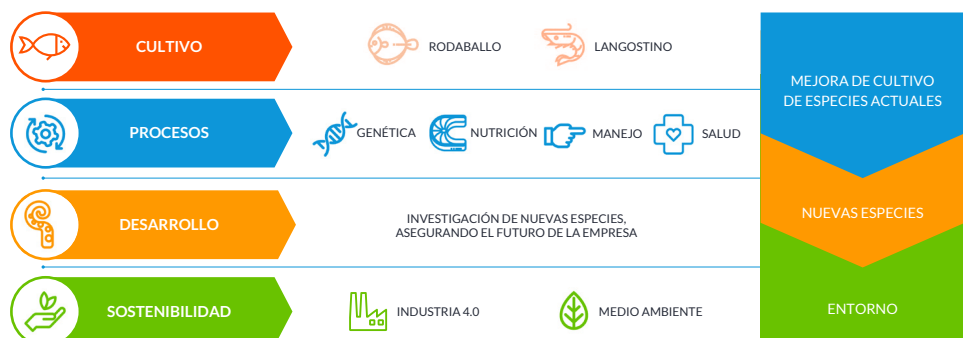 CULTIVO
RODABALLO
LANGOSTINO
MEJORA DE CULTIVO
DE ESPECIES ACTUALES
PROCESOS
GENÉTICA
NUTRICIÓN
MANEJO
SALUD
DESARROLLO
INVESTIGACIÓN DE NUEVAS ESPECIES,
ASEGURANDO EL FUTURO DE LA EMPRESA
NUEVAS ESPECIES
SOSTENIBILIDAD
INDUSTRIA 4.0
MEDIO AMBIENTE
ENTORNO